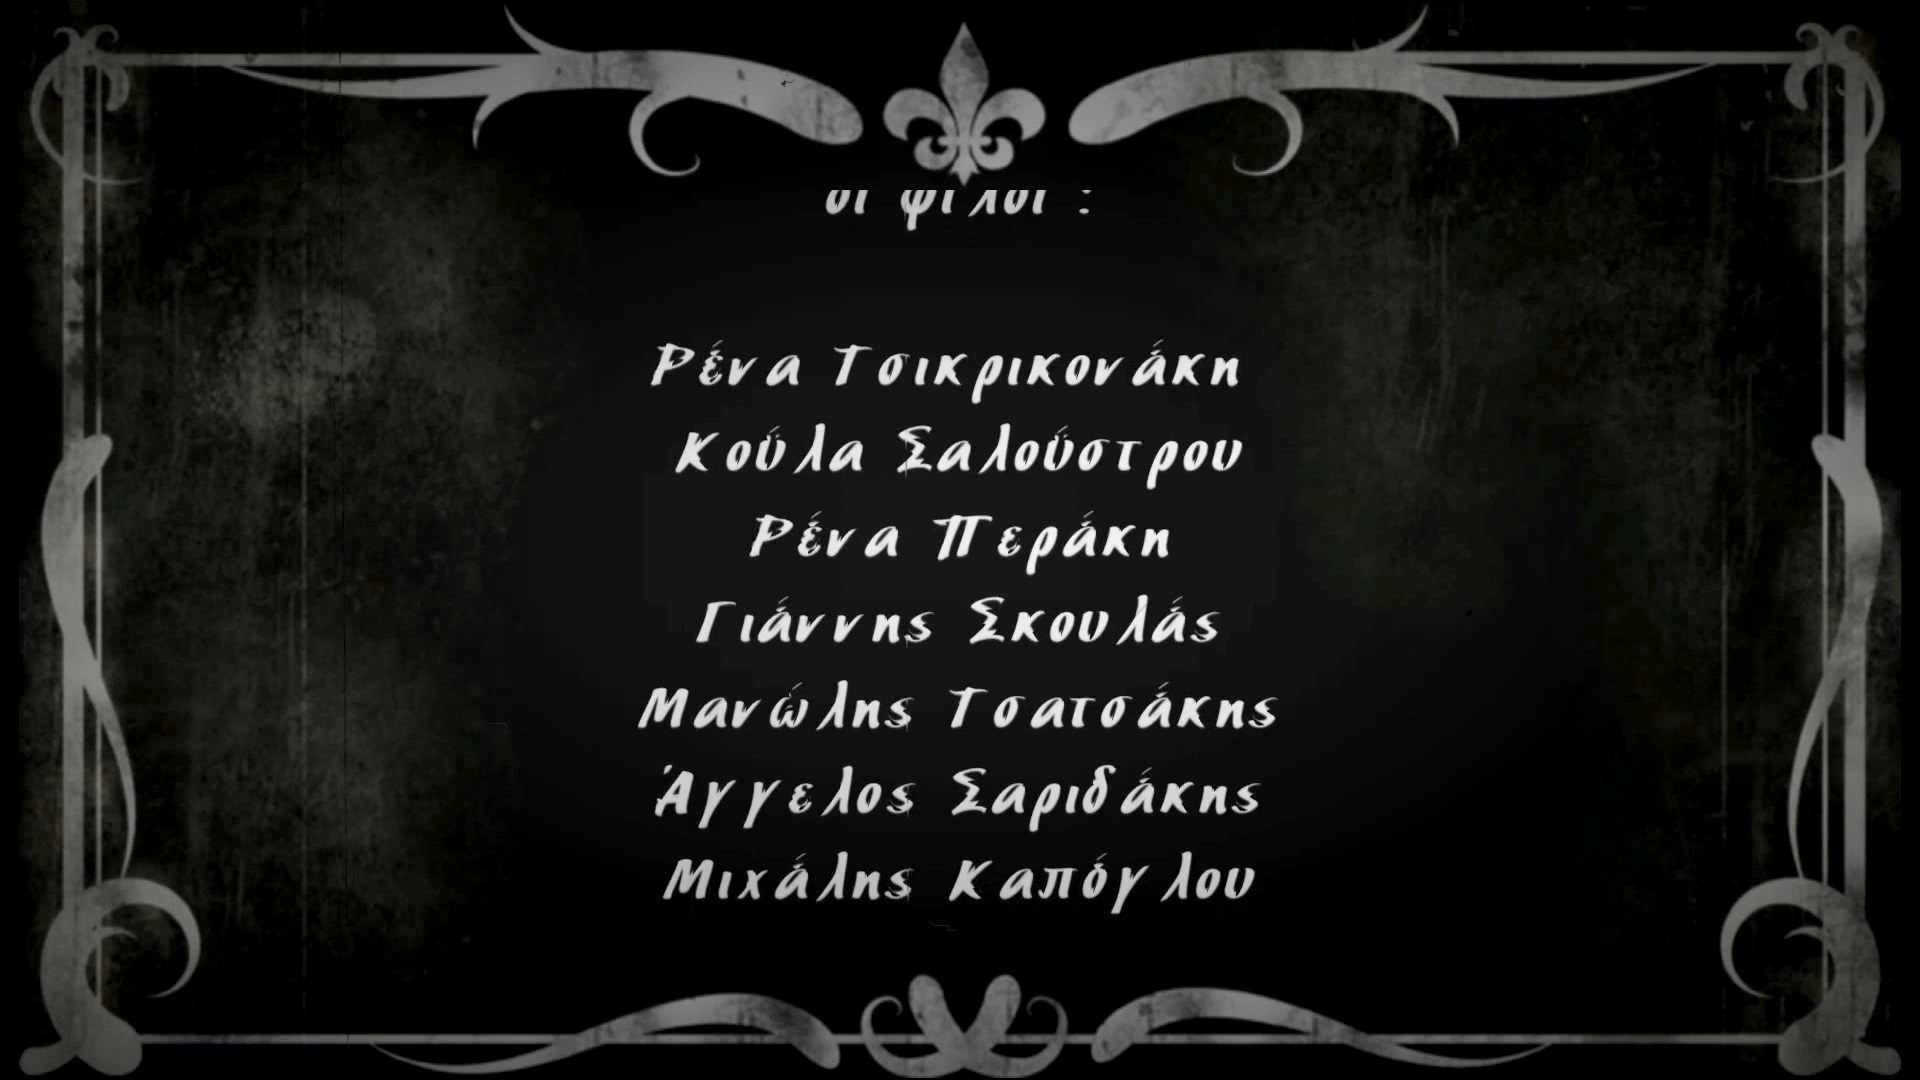 οι φίλοι :
Ρένα Τσικρικονάκη
Κούλα Σαλούστρου
Ρένα Περάκη
Γιάννης Σκουλάς
Μανώλης Τσατσάκης
Άγγελος Σαριδάκης
Μιχάλης Καπόγλου